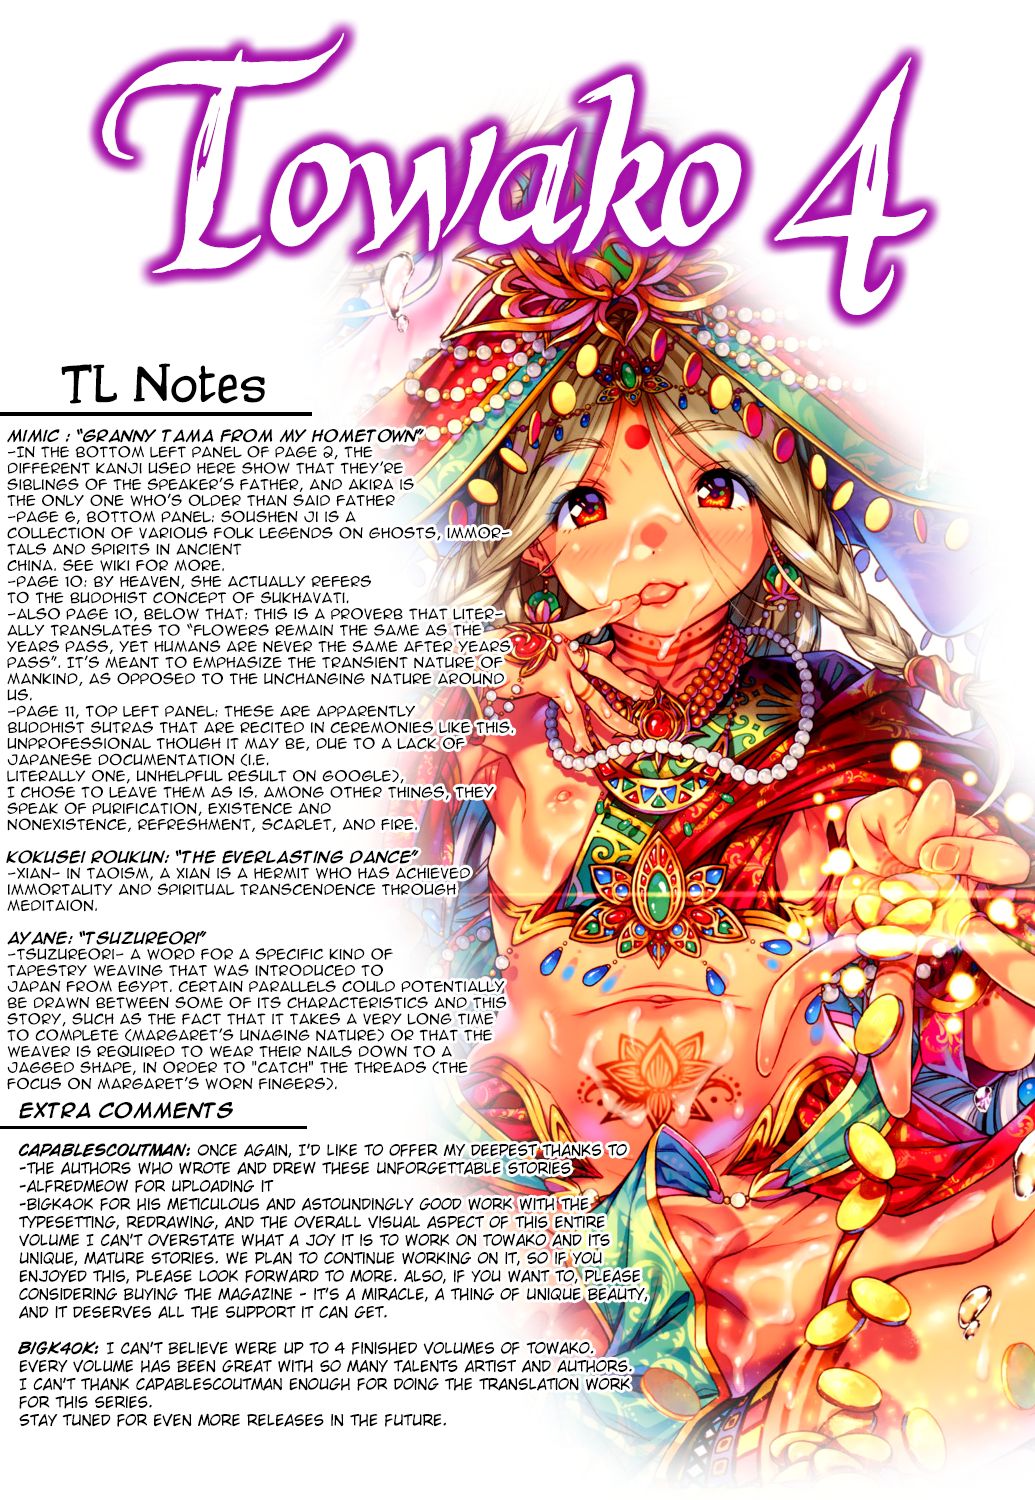 Towako 4
TL Notes
MIMIC : "GRANNY TAMA FROM MY HOMETOWN"
-IN THE BOTTOM LEFT PANEL OF PAGE 2, THE
DIFFERENT KANJI USED HERE SHOW THAT THEY'RE
SIBLINGS OF THE SPEAKER'S FATHER, AND AKIRA IS
THE ONLY ONE WHO'S OLDER THAN SAID FATHER
-PAGE 6, BOTTOM PANEL: SOUSHEN JI IS A
COLLECTION OF VARIOUS FOLK LEGENDS ON GHOSTS, IMMOR-
TALS AND SPIRITS IN ANCIENT
CHINA. SEE WIKI FOR MORE.
-PAGE 10: BY HEAVEN, SHE ACTUALLY REFERS
TO THE BUDDHIST CONCEPT OF SUKHAVATI.
-ALSO PAGE 10, BELOW THAT: THIS IS A PROVERB THAT LITER-
ALLY TRANSLATES TO "FLOWERS REMAIN THE SAME AS THE
YEARS PASS, YET HUMANS ARE NEVER THE SAME AFTER YEARS
PASS". IT'S MEANT TO EMPHASIZE THE TRANSIENT NATURE OF
MANKIND, AS OPPOSED TO THE UNCHANGING NATURE AROUND
US.
-PAGE 11, TOP LEFT PANEL: THESE ARE APPARENTLY
BUDDHIST SUTRAS THAT ARE RECITED IN CEREMONIES LIKE THIS.
UNPROFESSIONAL THOUGH IT MAY BE, DUE TO A LACK OF
JAPANESE DOCUMENTATION (I.E.
LITERALLY ONE, UNHELPFUL RESULT ON GOOGLE),
I CHOSE TO LEAVE THEM AS IS. AMONG OTHER THINGS, THEY
SPEAK OF PURIFICATION, EXISTENCE AND
NONEXISTENCE, REFRESHMENT, SCARLET, AND FIRE.
KOKUSEI ROUKUN: "THE EVERLASTING DANCE"
-XIAN- IN TAOISM, A XIAN IS A HERMIT WHO HAS ACHIEVED
IMMORTALITY AND SPIRITUAL TRANSCENDENCE THROUGH
MEDITAION.
AYANE: "TSUZUREORI"
-TSUZUREORI- A WORD FOR A SPECIFIC KIND OF
TAPESTRY WEAVING THAT WAS INTRODUCED TO
JAPAN FROM EGYPT. CERTAIN PARALLELS COULD POTENTIALLY
BE DRAWN BETWEEN SOME OF ITS CHARACTERISTICS AND THIS
STORY, SUCH AS THE FACT THAT IT TAKES A VERY LONG TIME
TO COMPLETE (MARGARET'S UNAGING NATURE) OR THAT THE
WEAVER IS REQUIRED TO WEAR THEIR NAILS DOWN TO A
JAGGED SHAPE, IN ORDER TO "CATCH" THE THREADS (THE
FOCUS ON MARGARET'S WORN FINGERS).
EXTRA COMMENTS
CAPABLESCOUTMAN: ONCE AGAIN, I'D LIKE TO OFFER MY DEEPEST THANKS TO
-THE AUTHORS WHO WROTE AND DREW THESE UNFORGETTABLE STORIES
-ALFREDMEOW FOR UPLOADING IT
-BIGK40K FOR HIS METICULOUS AND ASTOUNDINGLY GOOD WORK WITH THE
TYPESETTING, REDRAWING, AND THE OVERALL VISUAL ASPECT OF THIS ENTIRE
VOLUME I CAN'T OVERSTATE WHAT A JOY IT IS TO WORK ON TOWAKO AND ITS
UNIQUE, MATURE STORIES. WE PLAN TO CONTINUE WORKING ON IT, SO IF YOU
ENJOYED THIS, PLEASE LOOK FORWARD TO MORE. ALSO, IF YOU WANT TO, PLEASE
CONSIDERING BUYING THE MAGAZINE - IT'S A MIRACLE, A THING OF UNIQUE BEAUTY,
AND IT DESERVES ALL THE SUPPORT IT CAN GET.
BIGK40K: I CAN'T BELIEVE WERE UP TO 4 FINISHED VOLUMES OF TOWAKO.
EVERY VOLUME HAS BEEN GREAT WITH SO MANY TALENTS ARTIST AND AUTHORS.
I CAN'T THANK CAPABLESCOUTMAN ENOUGH FOR DOING THE TRANSLATION WORK
FOR THIS SERIES.
STAY TUNED FOR EVEN MORE RELEASES IN THE FUTURE.